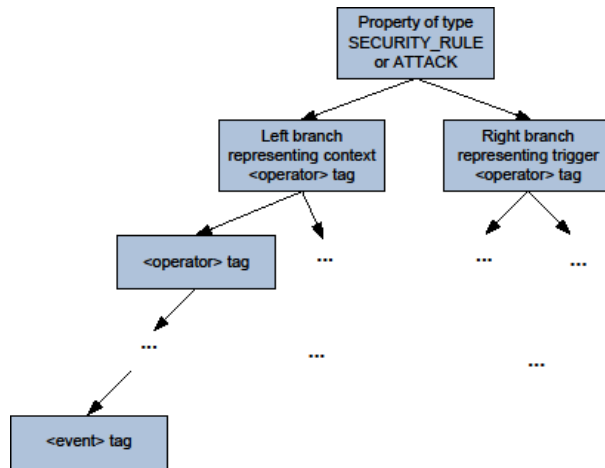 Property of type
SECURITY_RULE
or ATTACK
Left branch
representing context
<operator> tag
Right branch
representing trigger
<operator> tag
<operator> tag
...
...
...
...
...
...
<event> tag